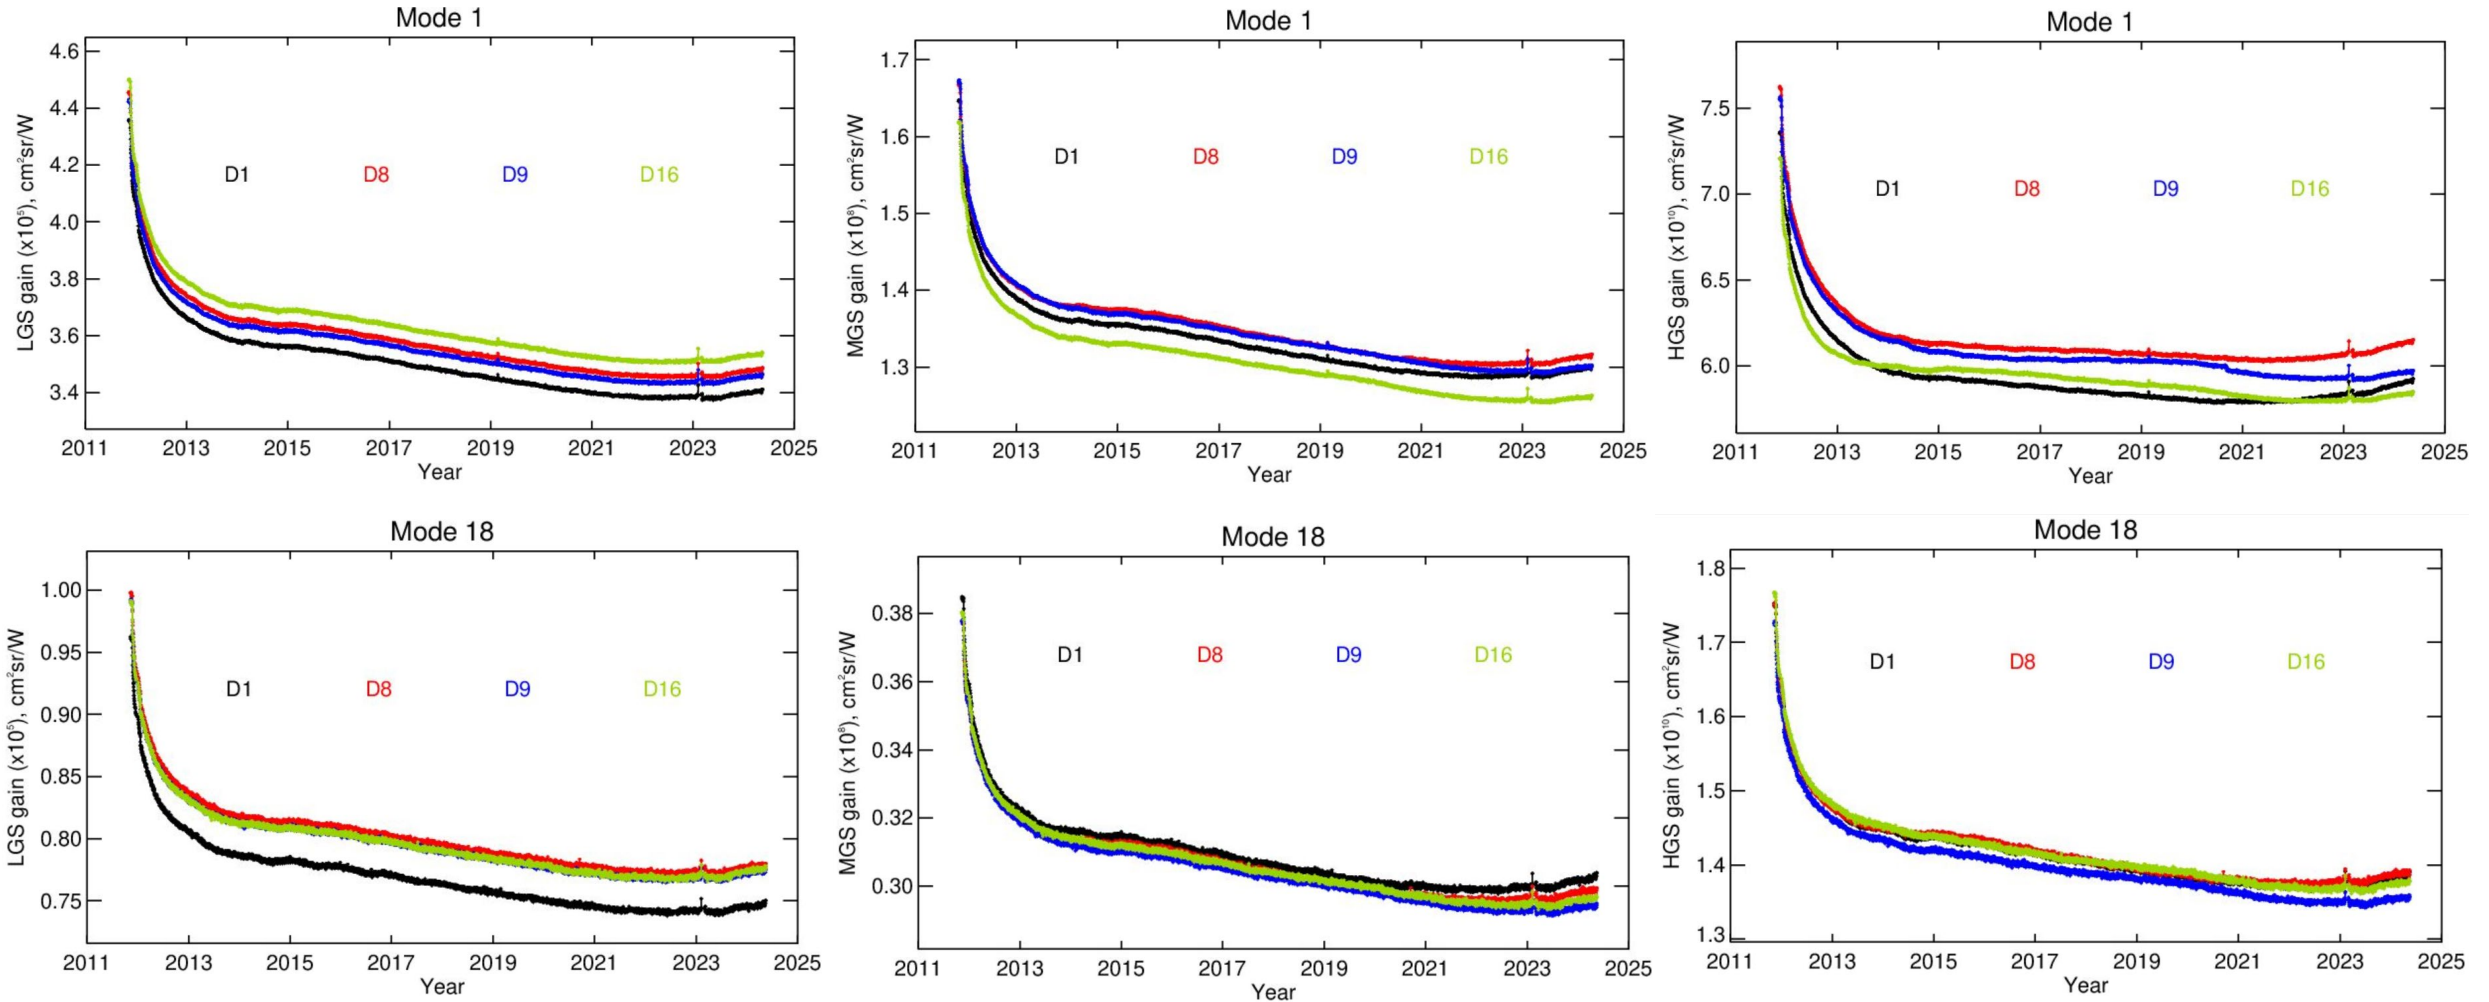 Mode 1
4.6
4.4
4.2
4.0
3.8
3.6
3.4
LGS gain (x10⁵), cm²sr/W
D1 D8 D9 D16
2011 2013 2015 2017 2019 2021 2023 2025
Year
Mode 1
1.7
1.6
1.5
1.4
1.3
MGS gain (x10⁸), cm²sr/W
D1 D8 D9 D16
2011 2013 2015 2017 2019 2021 2023 2025
Year
Mode 1
7.5
7.0
6.5
6.0
HGS gain (x10¹⁰), cm²sr/W
D1 D8 D9 D16
2011 2013 2015 2017 2019 2021 2023 2025
Year
Mode 18
1.00
0.95
0.90
0.85
0.80
0.75
LGS gain (x10⁵), cm²sr/W
D1 D8 D9 D16
2011 2013 2015 2017 2019 2021 2023 2025
Year
Mode 18
0.38
0.36
0.34
0.32
0.30
MGS gain (x10⁸), cm²sr/W
D1 D8 D9 D16
2011 2013 2015 2017 2019 2021 2023 2025
Year
Mode 18
1.8
1.7
1.6
1.5
1.4
1.3
HGS gain (x10¹⁰), cm²sr/W
D1 D8 D9 D16
2011 2013 2015 2017 2019 2021 2023 2025
Year